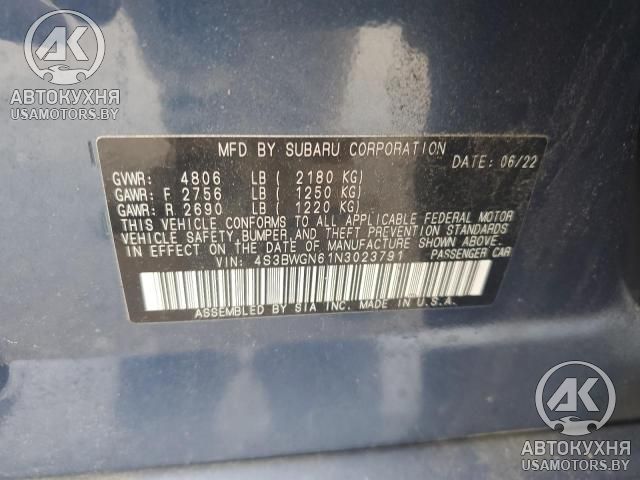 АК
АВТОКУХНЯ
USAMOTORS.BY
MFD BY SUBARU CORPORATION
DATE: 06/22
GVWR: 4806 LB ( 2180 KG)
GAWR: F 2756 LB ( 1250 KG)
GAWR: R 2690 LB ( 1220 KG)
THIS VEHICLE CONFORMS TO ALL APPLICABLE FEDERAL MOTOR
VEHICLE SAFETY, BUMPER, AND THEFT PREVENTION STANDARDS
IN EFFECT ON THE DATE OF MANUFACTURE SHOWN ABOVE.
VIN: 4S3BWGN61N3023791 PASSENGER CAR
ASSEMBLED BY SIA INC. MADE IN U.S.A.
АК
АВТОКУХНЯ
USAMOTORS.BY